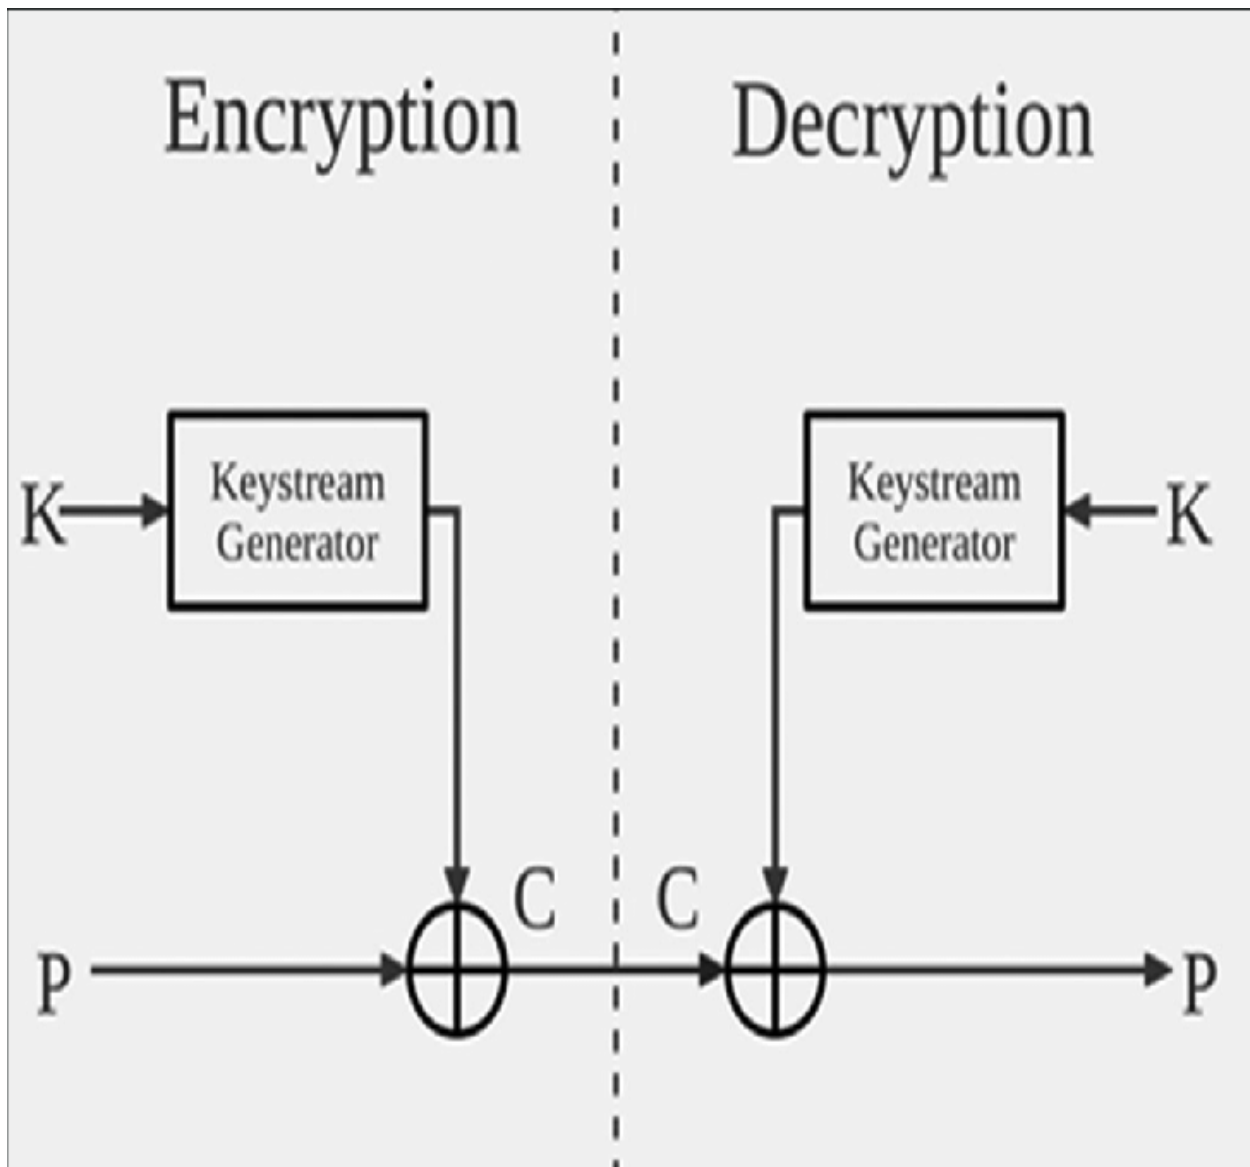 Encryption
Decryption
K
Keystream
Generator
Keystream
Generator
K
C
C
P
P